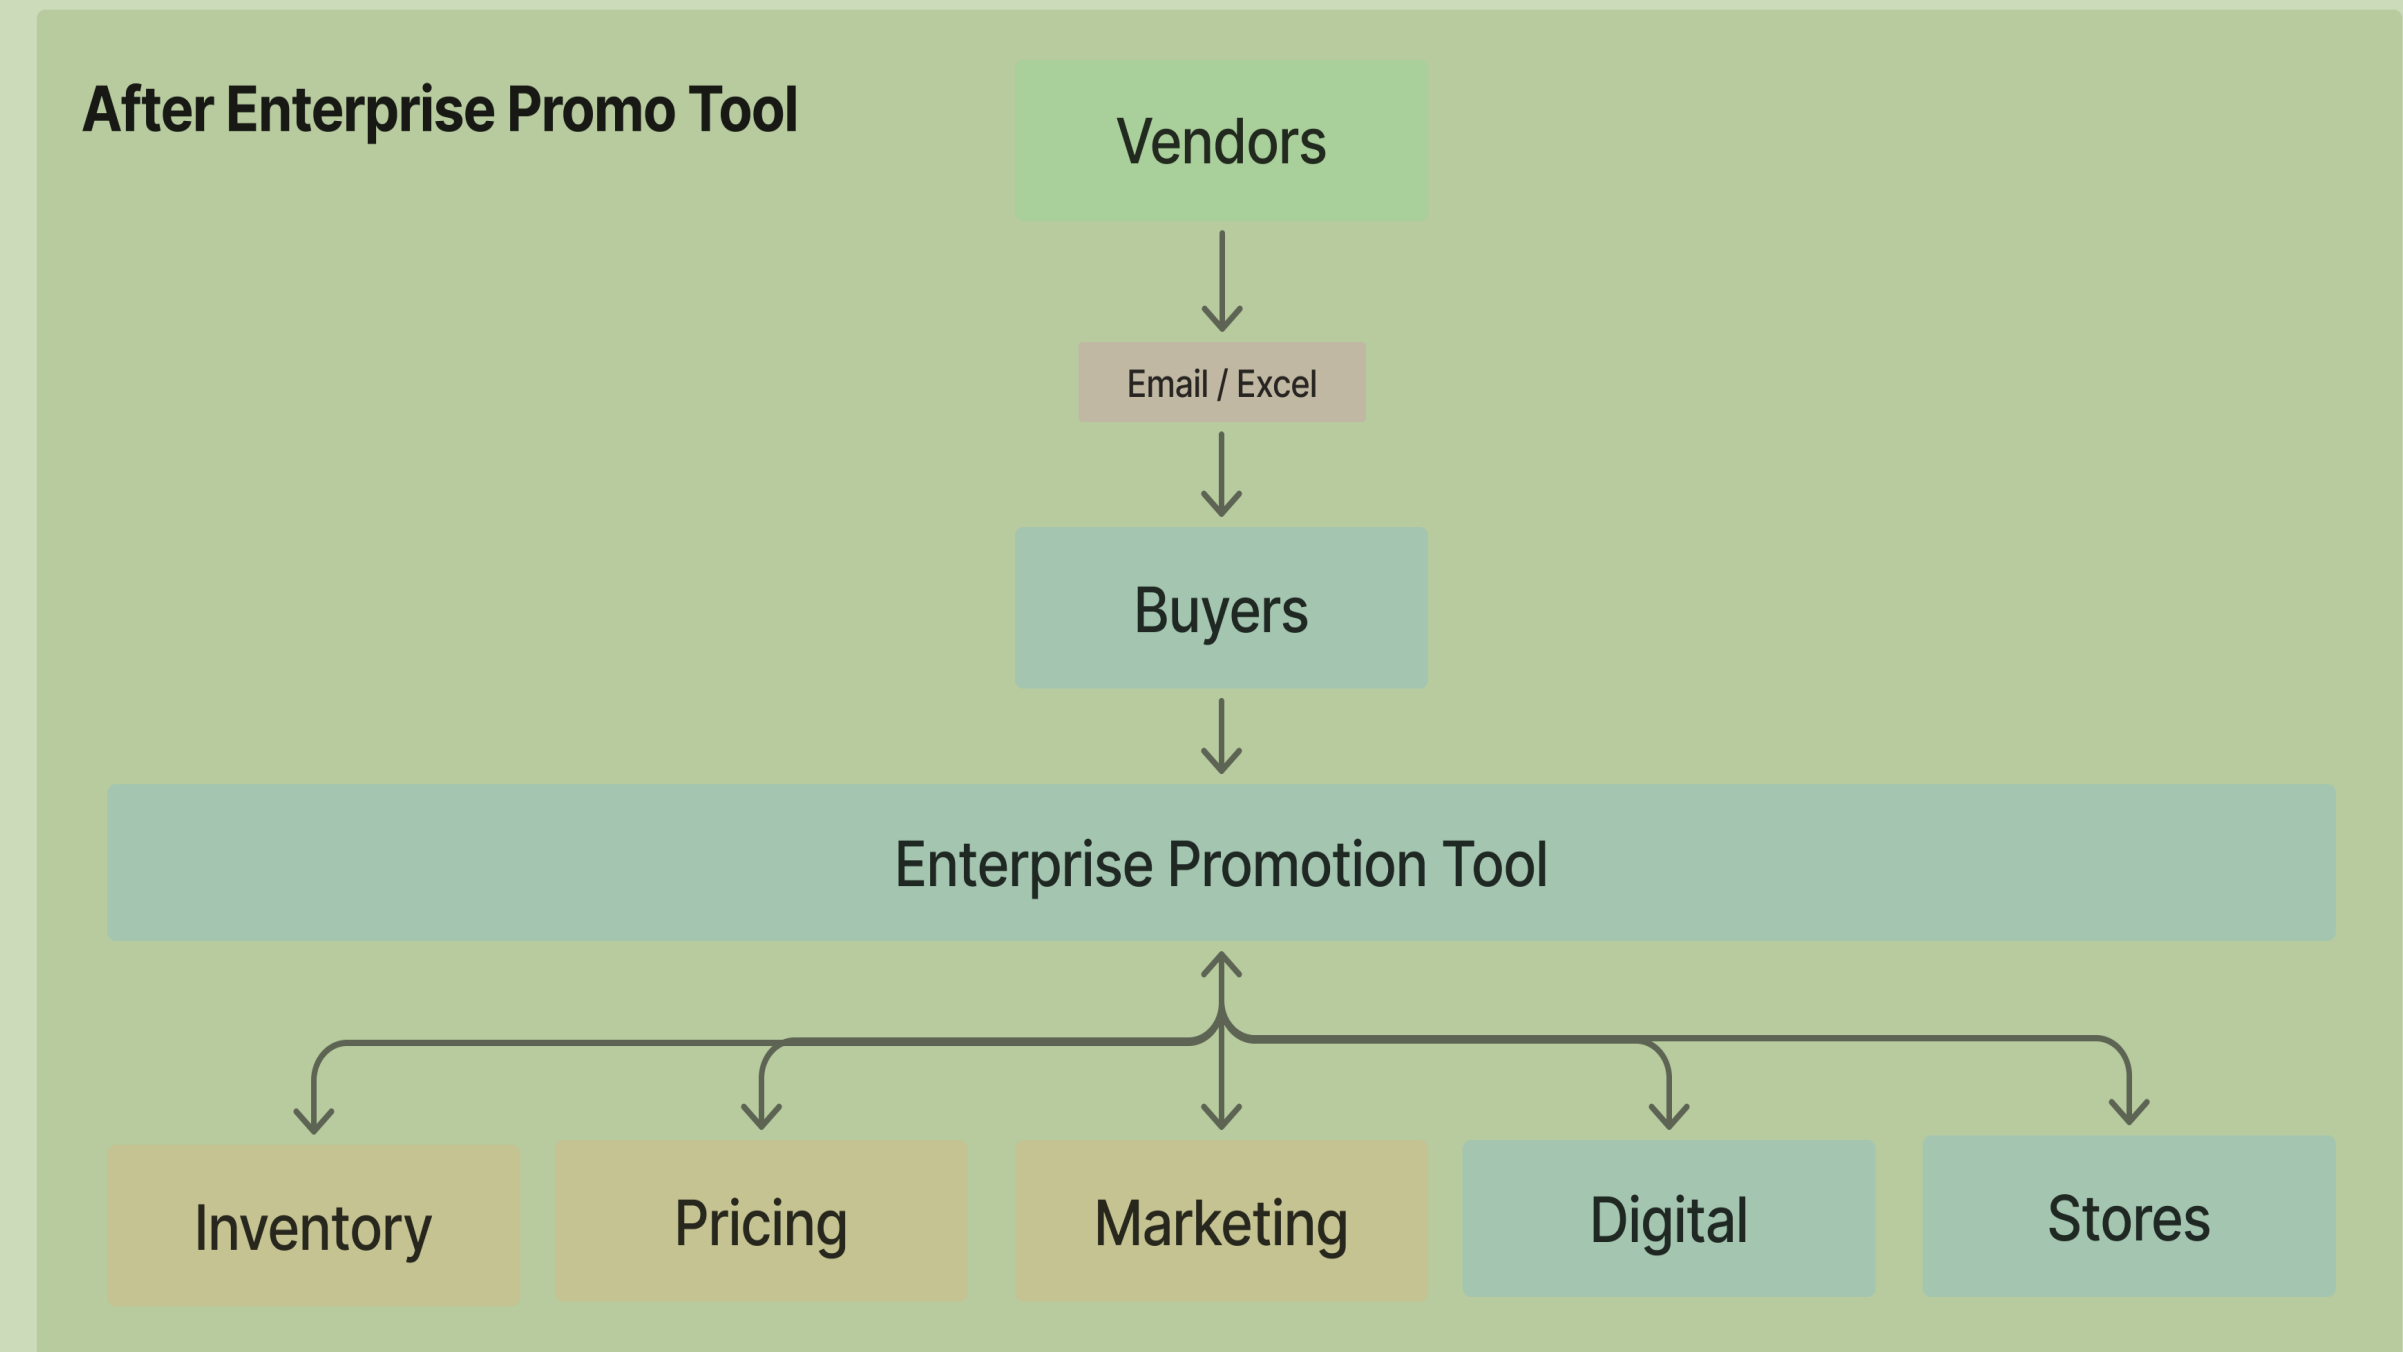 After Enterprise Promo Tool
Vendors
Email / Excel
Buyers
Enterprise Promotion Tool
Inventory
Pricing
Marketing
Digital
Stores